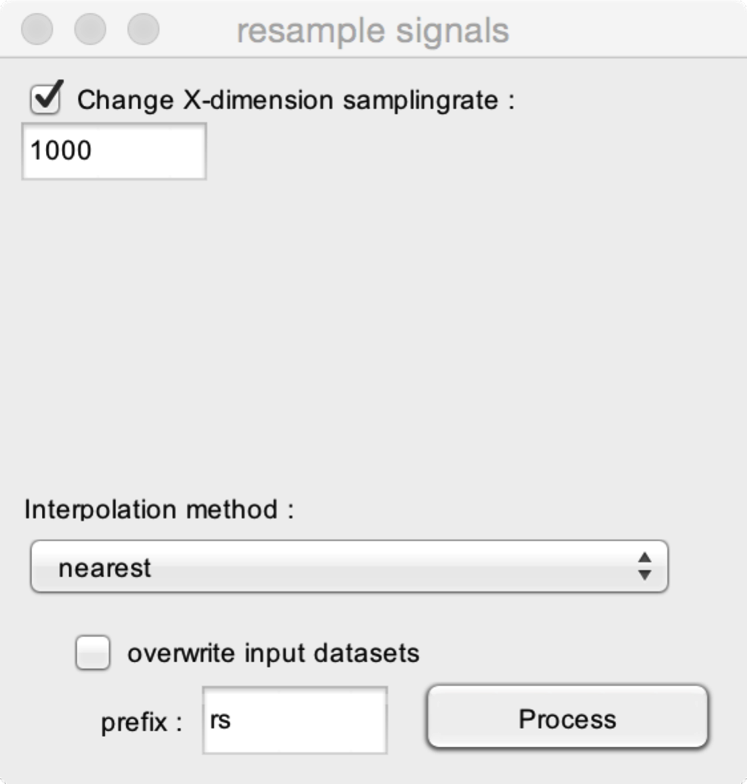 resample signals
Change X-dimension samplingrate :
1000
Interpolation method :
nearest
overwrite input datasets
prefix :
rs
Process